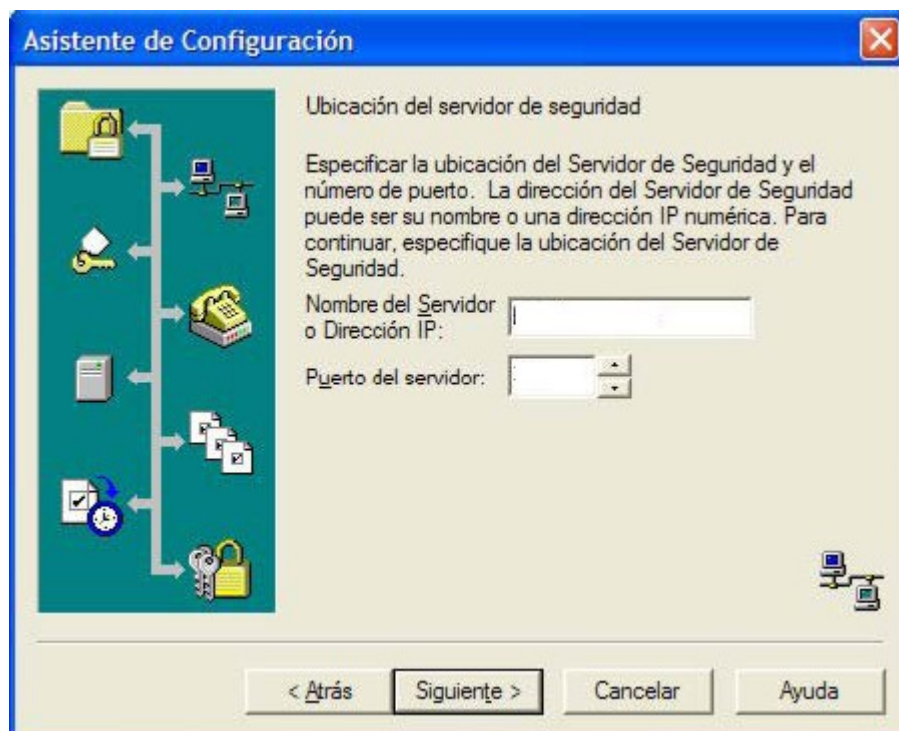 Asistente de Configuración
Ubicación del servidor de seguridad
Especificar la ubicación del Servidor de Seguridad y el
número de puerto. La dirección del Servidor de Seguridad
puede ser su nombre o una dirección IP numérica. Para
continuar, especifique la ubicación del Servidor de
Seguridad.
Nombre del Servidor
o Dirección IP:
Puerto del servidor:
< Atrás
Siguiente >
Cancelar
Ayuda